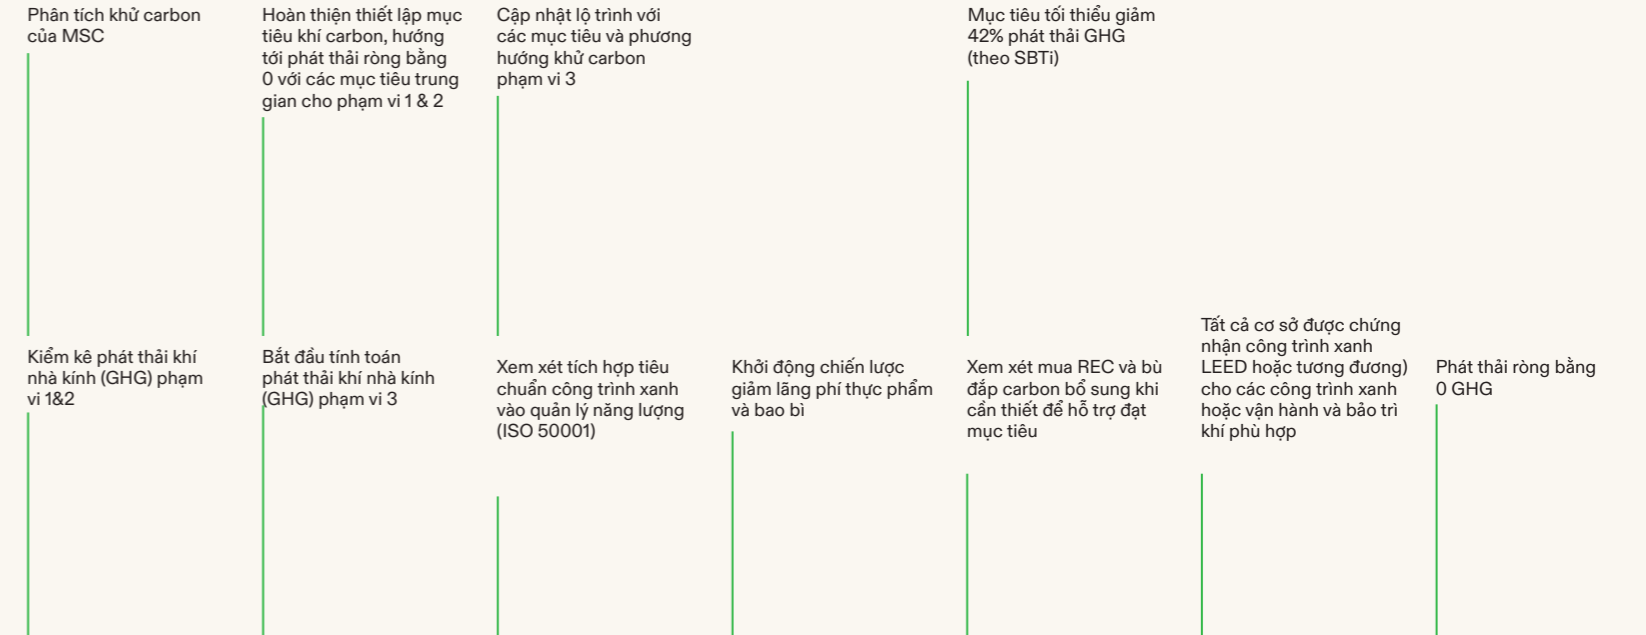 Phân tích khử carbon
của MSC
Hoàn thiện thiết lập mục
tiêu khí carbon, hướng
tới phát thải ròng bằng
0 với các mục tiêu trung
gian cho phạm vi 1 & 2
Cập nhật lộ trình với
các mục tiêu và phương
hướng khử carbon
phạm vi 3
Mục tiêu tối thiểu giảm
42% phát thải GHG
(theo SBTi)
Kiểm kê phát thải khí
nhà kính (GHG) phạm
vi 1&2
Bắt đầu tính toán
phát thải khí nhà kính
(GHG) phạm vi 3
Xem xét tích hợp tiêu
chuẩn công trình xanh
vào quản lý năng lượng
(ISO 50001)
Khởi động chiến lược
giảm lãng phí thực phẩm
và bao bì
Xem xét mua REC và bù
đắp carbon bổ sung khi
cần thiết để hỗ trợ đạt
mục tiêu
Tất cả cơ sở được chứng
nhận công trình xanh
LEED hoặc tương đương)
cho các công trình xanh
hoặc vận hành và bảo trì
khí phù hợp
Phát thải ròng bằng
0 GHG